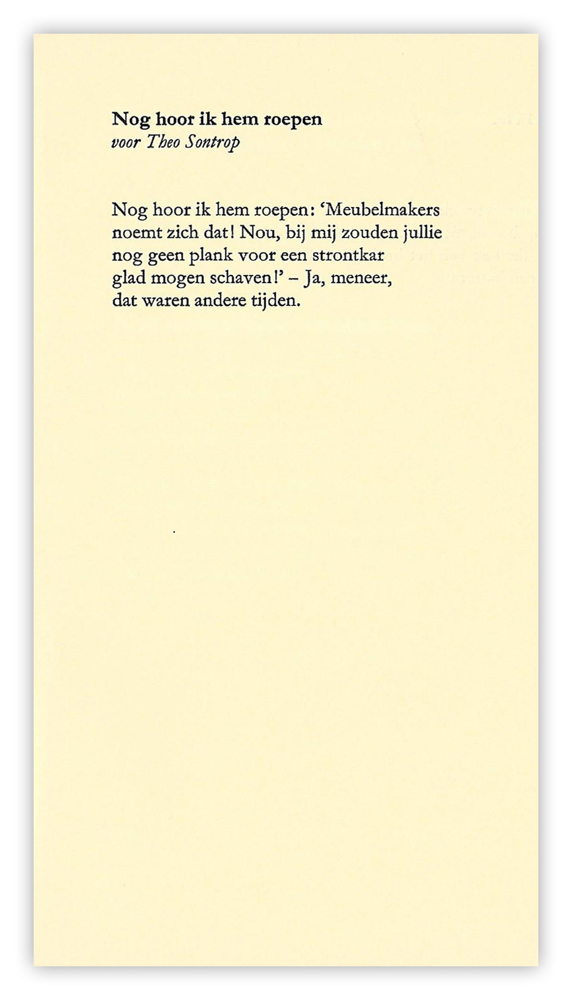 Nog hoor ik hem roepen
voor Theo Sontrop
Nog hoor ik hem roepen: ‘Meubelmakers
noemt zich dat! Nou, bij mij zouden jullie
nog geen plank voor een strontkar
glad mogen schaven!’ – Ja, meneer,
dat waren andere tijden.